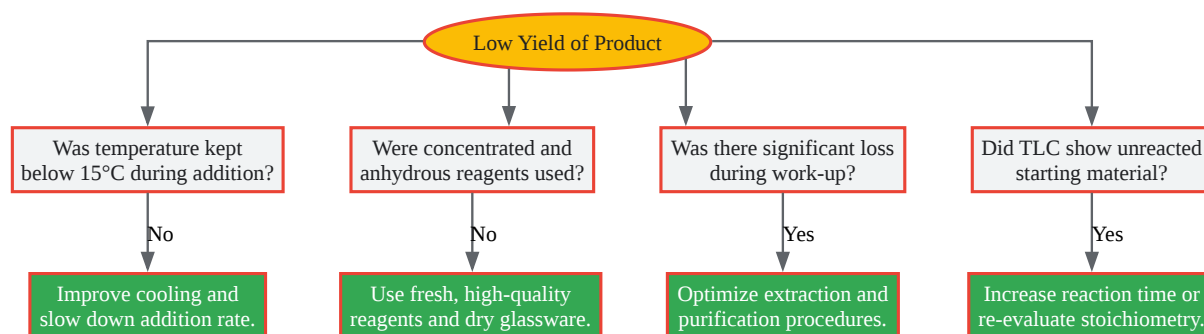 Low Yield of Product
Was temperature kept
below 15°C during addition?
Were concentrated and
anhydrous reagents used?
Was there significant loss
during work-up?
Did TLC show unreacted
starting material?
No
No
Yes
Yes
Improve cooling and
slow down addition rate.
Use fresh, high-quality
reagents and dry glassware.
Optimize extraction and
purification procedures.
Increase reaction time or
re-evaluate stoichiometry.